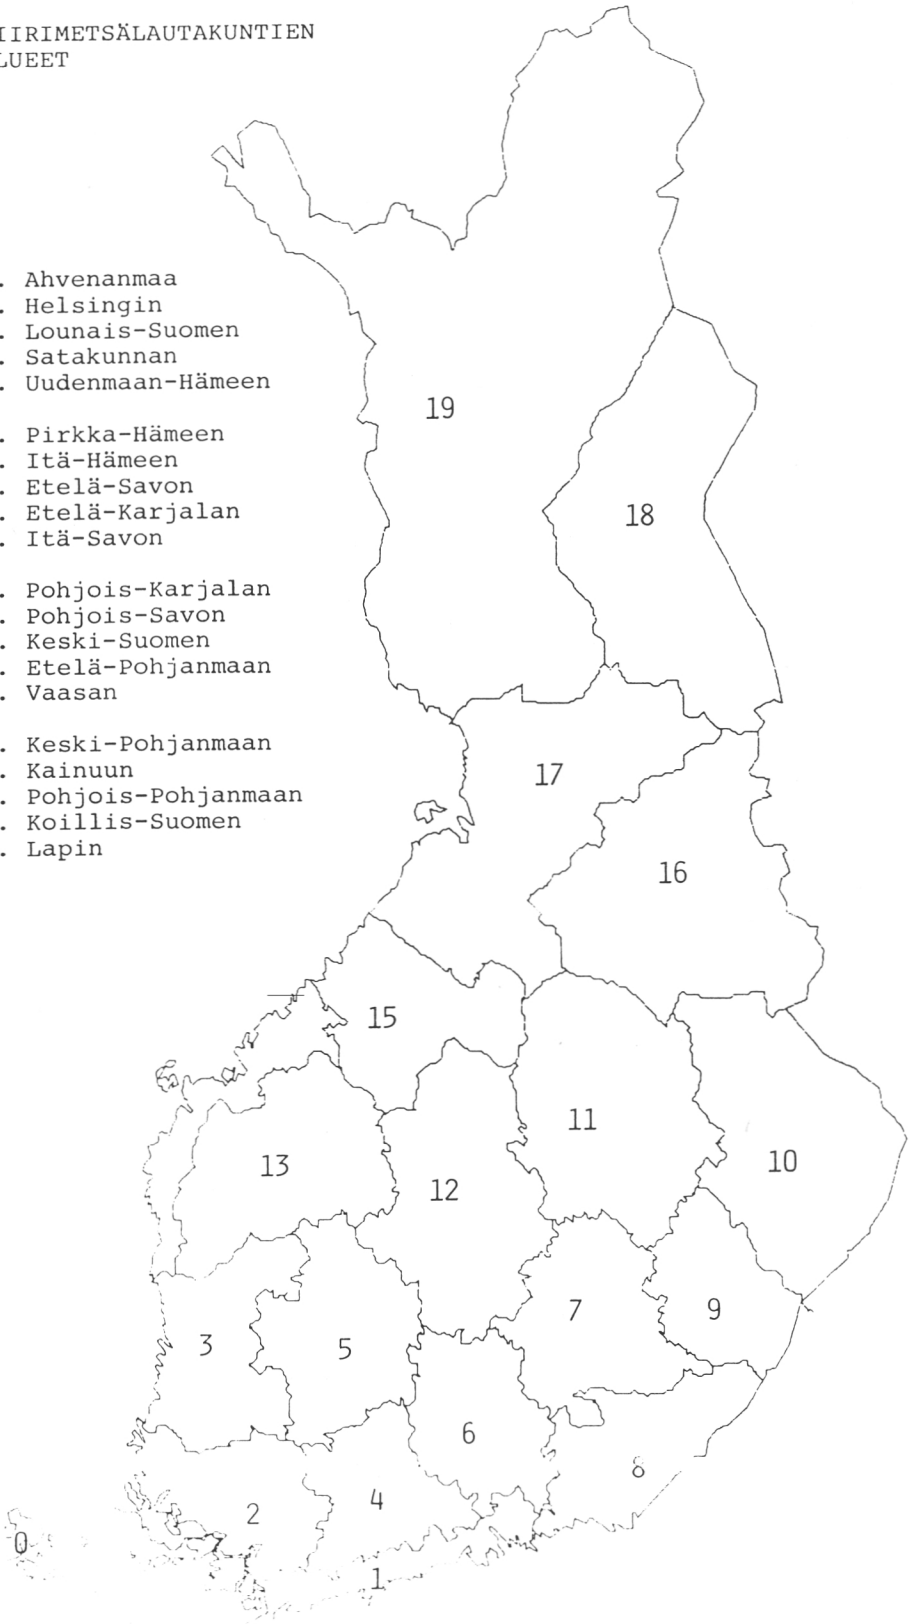 IIRIMETSÄLAUTAKUNTIEN
LUEET
. Ahvenanmaa
. Helsingin
. Lounais-Suomen
. Satakunnan
. Uudenmaan-Hämeen
. Pirkka-Hämeen
. Itä-Hämeen
. Etelä-Savon
. Etelä-Karjalan
. Itä-Savon
. Pohjois-Karjalan
. Pohjois-Savon
. Keski-Suomen
. Etelä-Pohjanmaan
. Vaasan
. Keski-Pohjanmaan
. Kainuun
. Pohjois-Pohjanmaan
. Koillis-Suomen
. Lapin
19
18
17
16
15
11
13
10
12
7
9
3
5
6
8
4
2
0
1